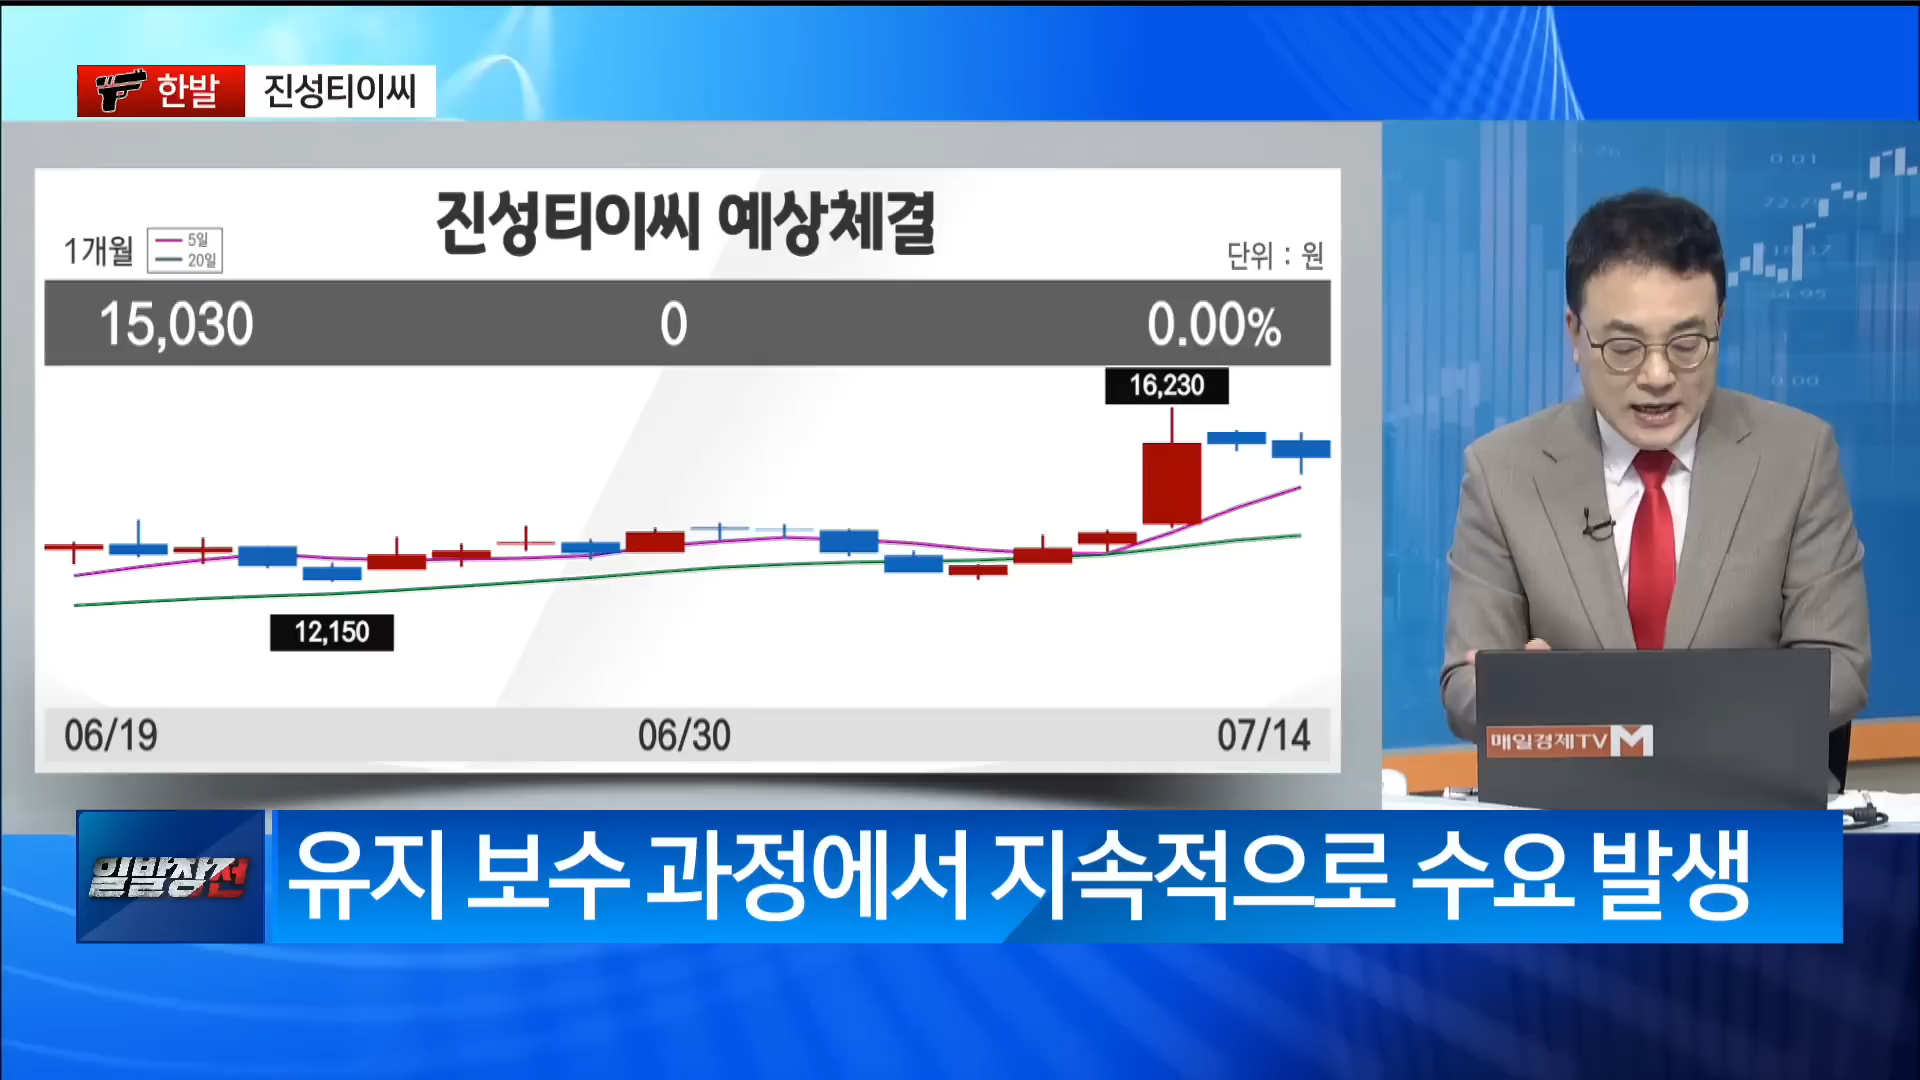 한발 진성티이씨
진성티이씨 예상체결
1개월
5일
20일
단위 : 원
15,030 0 0.00%
16,230
12,150
06/19 06/30 07/14
매일경제TV M
일발장전
유지 보수 과정에서 지속적으로 수요 발생